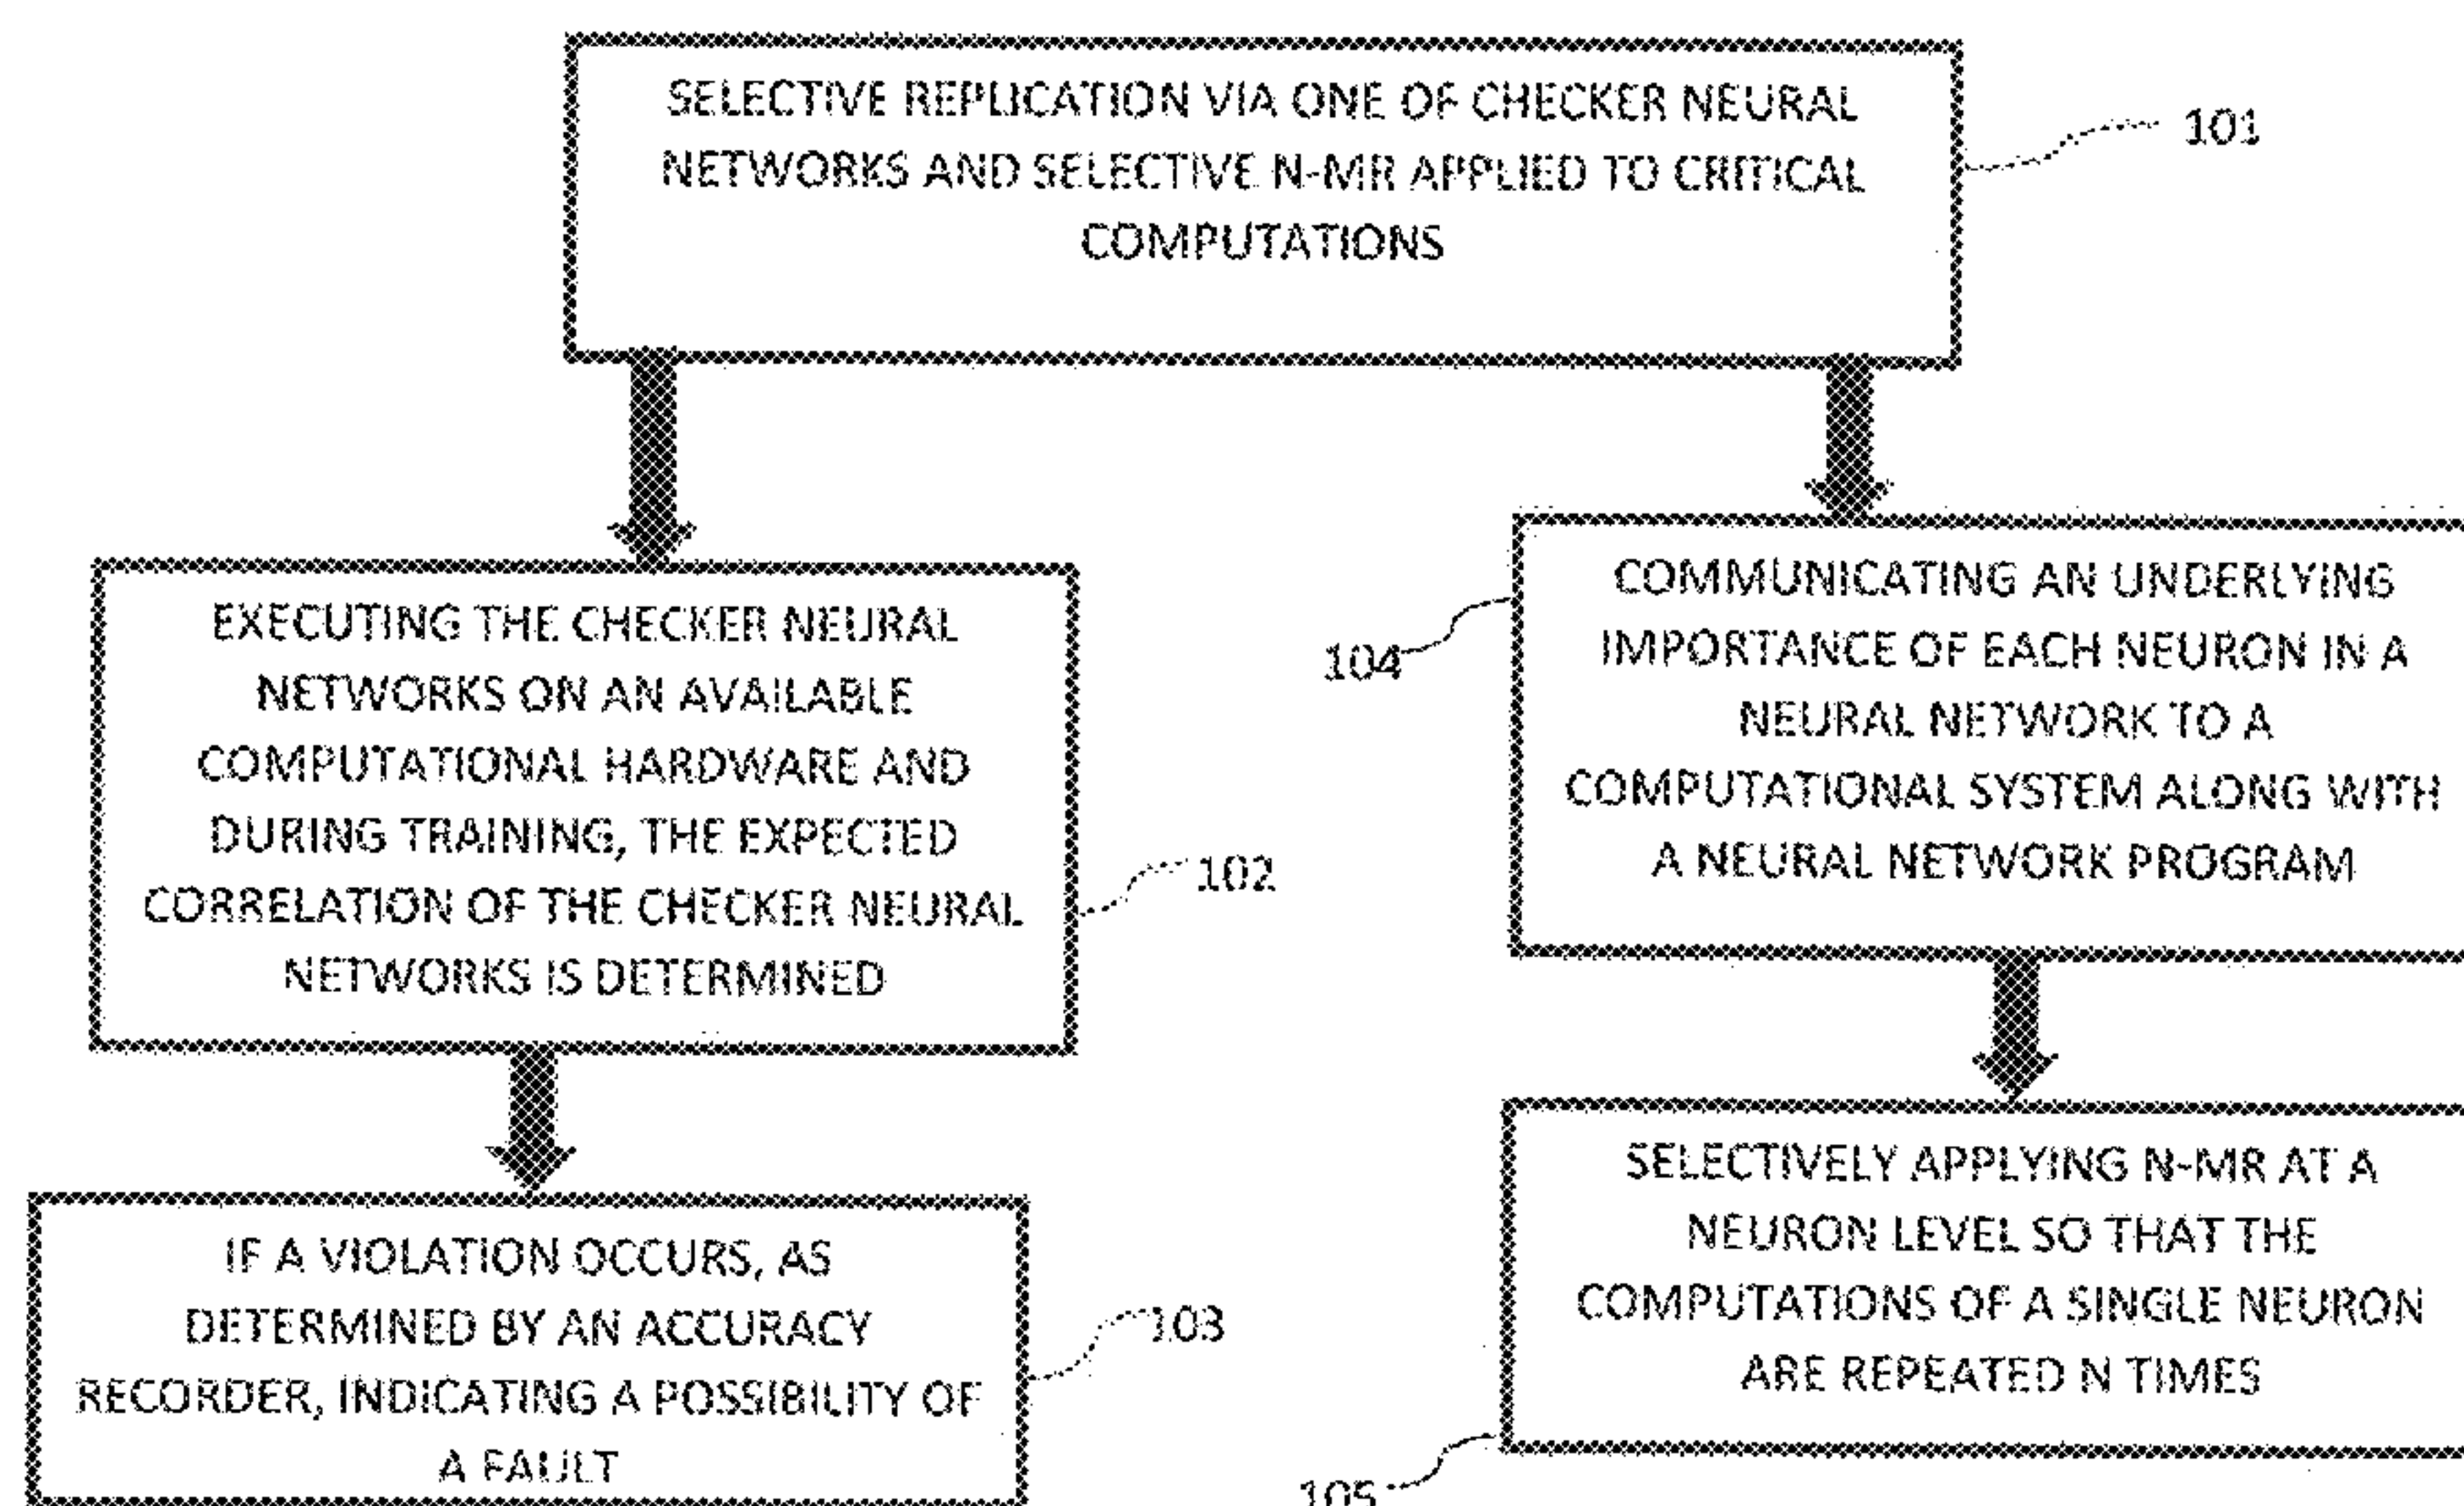 SELECTIVE REPLICATION VIA ONE OF CHECKER NEURAL
NETWORKS AND SELECTIVE N-MR APPLIED TO CRITICAL
COMPUTATIONS
101
EXECUTING THE CHECKER NEURAL
NETWORKS ON AN AVAILABLE
COMPUTATIONAL HARDWARE AND
DURING TRAINING, THE EXPECTED
CORRELATION OF THE CHECKER NEURAL
NETWORKS IS DETERMINED
102
IF A VIOLATION OCCURS, AS
DETERMINED BY AN ACCURACY
RECORDER, INDICATING A POSSIBILITY OF
A FAULT
103
104
COMMUNICATING AN UNDERLYING
IMPORTANCE OF EACH NEURON IN A
NEURAL NETWORK TO A
COMPUTATIONAL SYSTEM ALONG WITH
A NEURAL NETWORK PROGRAM
SELECTIVELY APPLYING N-MR AT A
NEURON LEVEL SO THAT THE
COMPUTATIONS OF A SINGLE NEURON
ARE REPEATED N TIMES
105